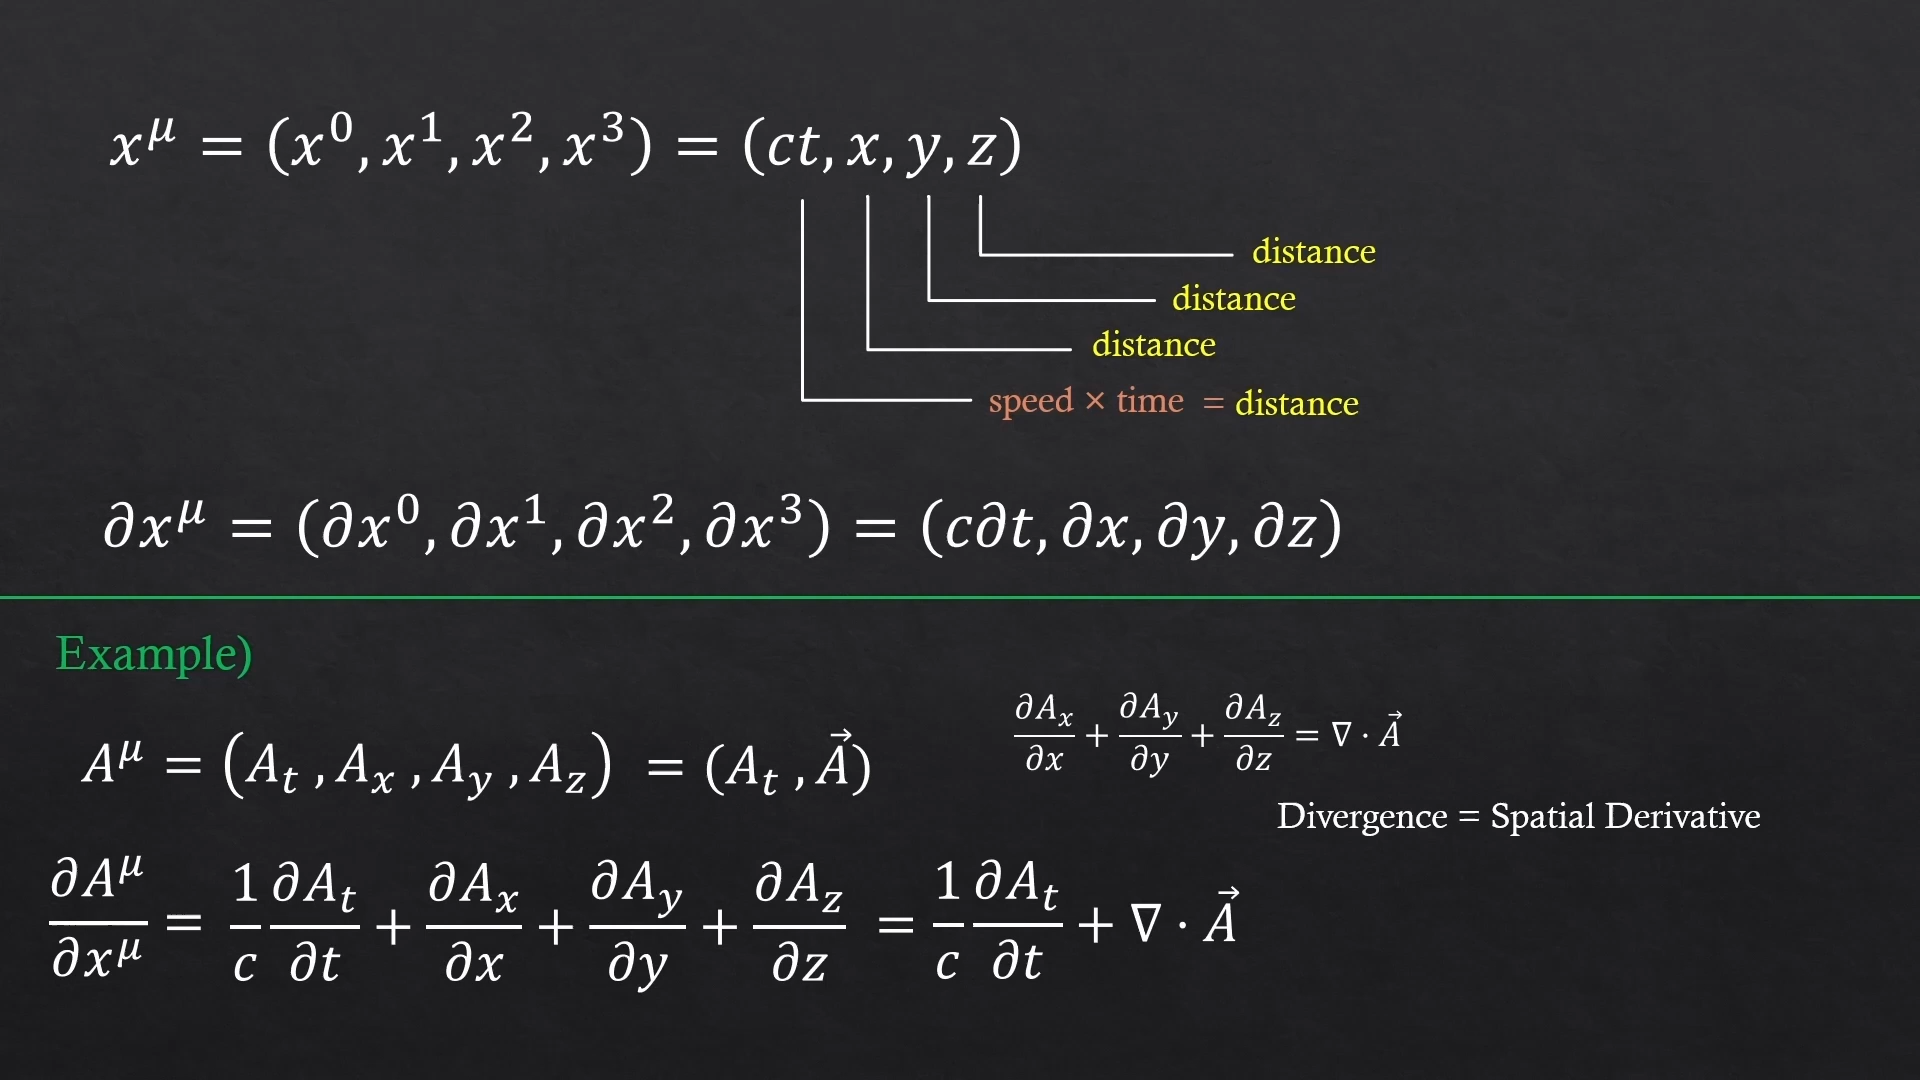 x^μ = (x^0, x^1, x^2, x^3) = (ct, x, y, z)
distance
distance
distance
speed × time = distance
∂x^μ = (∂x^0, ∂x^1, ∂x^2, ∂x^3) = (c∂t, ∂x, ∂y, ∂z)
Example)
∂A_x/∂x + ∂A_y/∂y + ∂A_z/∂z = ∇ · A⃗
A^μ = (A_t , A_x , A_y , A_z) = (A_t , A⃗)
Divergence = Spatial Derivative
∂A^μ/∂x^μ = 1/c ∂A_t/∂t + ∂A_x/∂x + ∂A_y/∂y + ∂A_z/∂z = 1/c ∂A_t/∂t + ∇ · A⃗